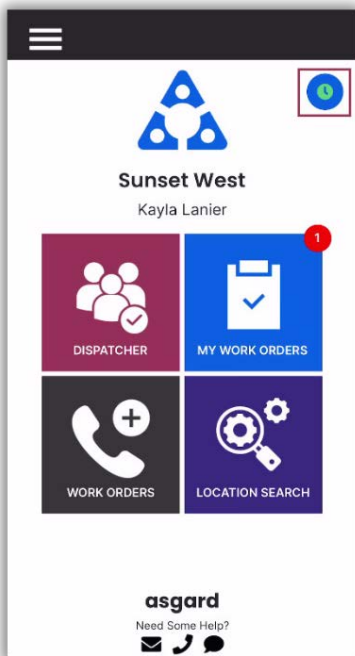 Sunset West
Kayla Lanier
1
DISPATCHER
MY WORK ORDERS
WORK ORDERS
LOCATION SEARCH
asgard
Need Some Help?